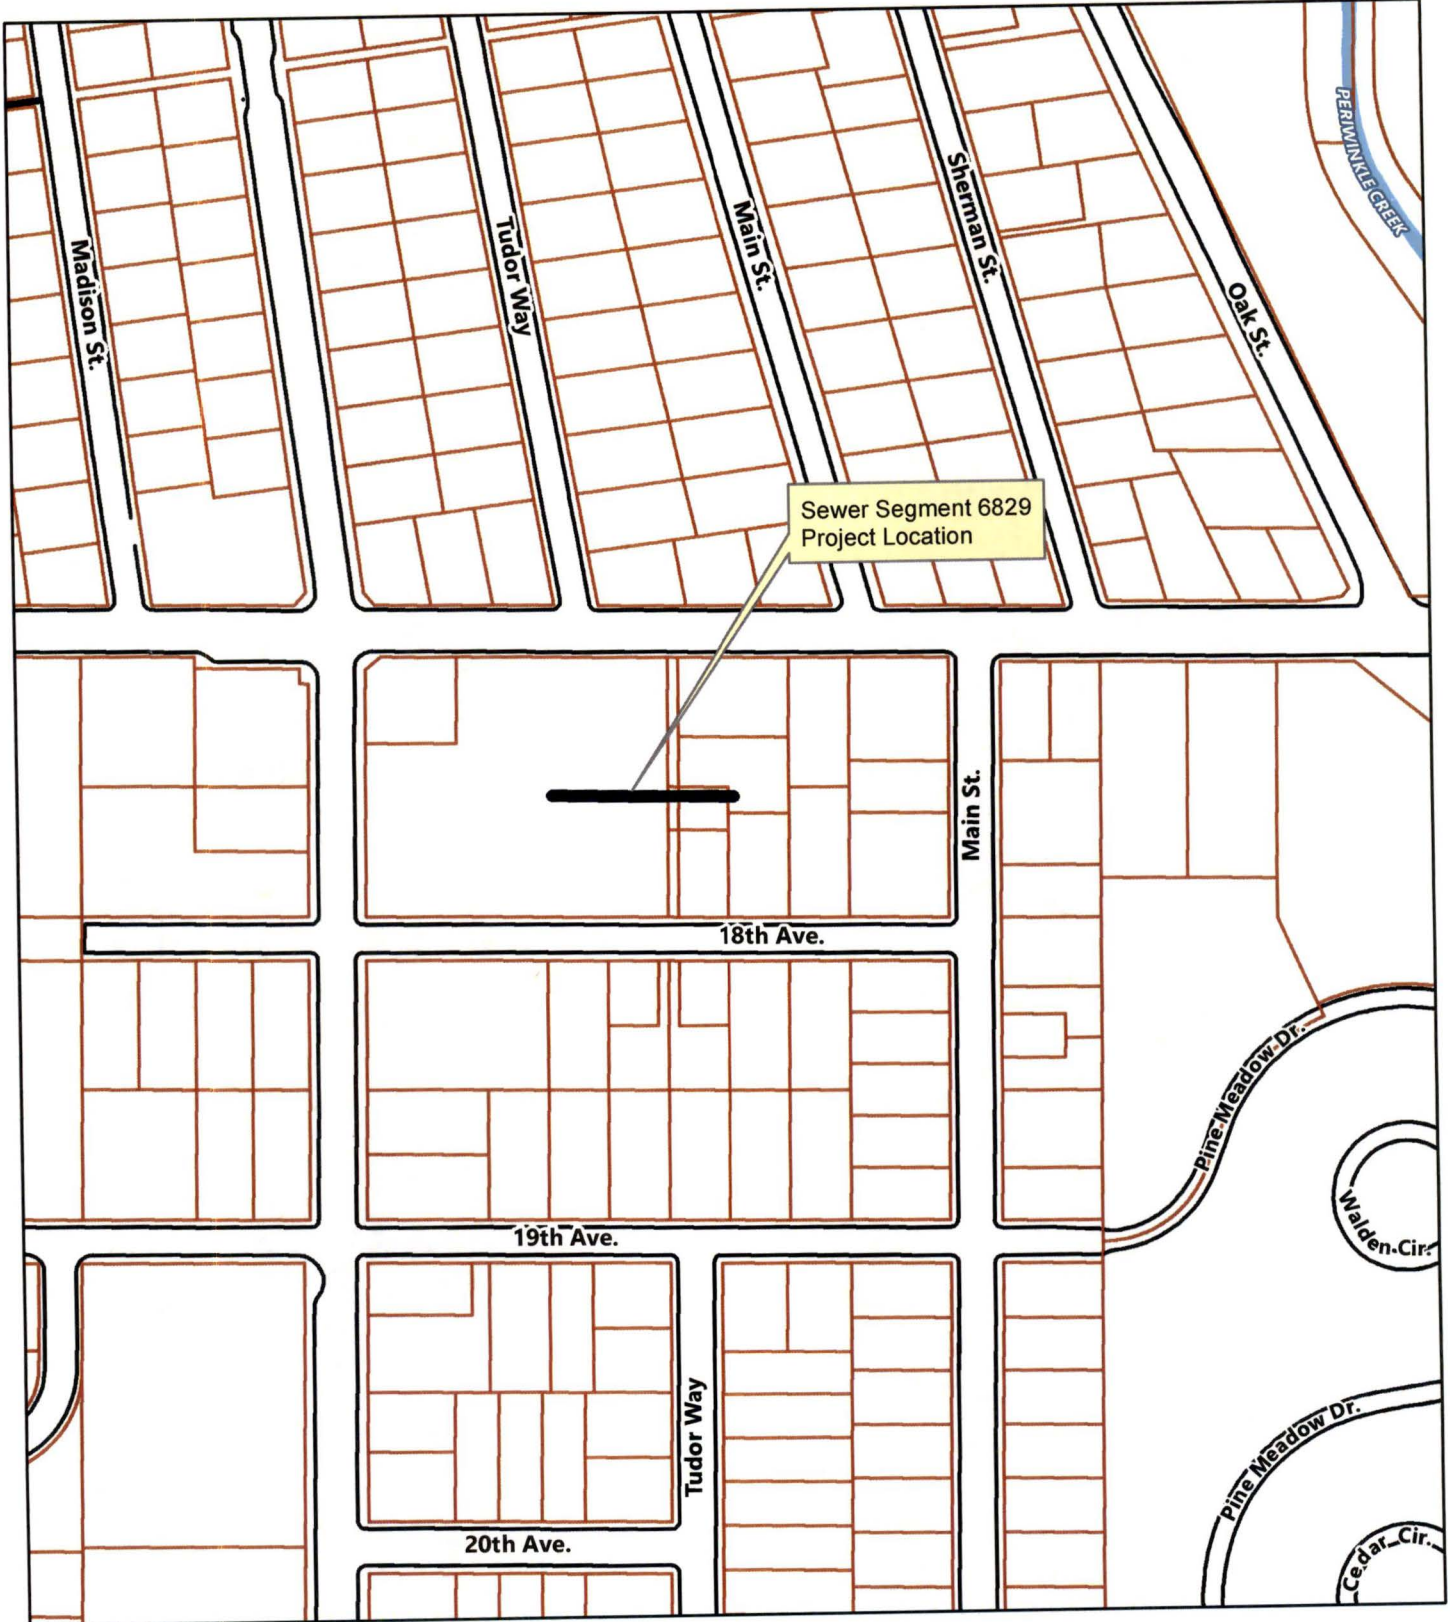 PERIWINKLE CREEK
Madison St.
Tudor Way
Main St.
Sherman St.
Oak St.
Sewer Segment 6829
Project Location
Main St.
18th Ave.
Pine Meadow Dr.
Walden Cir.
19th Ave.
Tudor Way
Pine Meadow Dr.
20th Ave.
Cedar Cir.